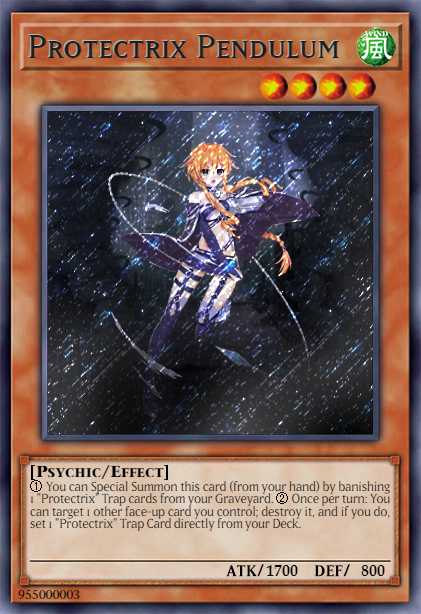 Protectrix Pendulum
WIND
風
[Psychic/Effect]
① You can Special Summon this card (from your hand) by banishing
1 "Protectrix" Trap cards from your Graveyard. ② Once per turn: You
can target 1 other face-up card you control; destroy it, and if you do,
set 1 "Protectrix" Trap Card directly from your Deck.
ATK/1700 DEF/ 800
955000003